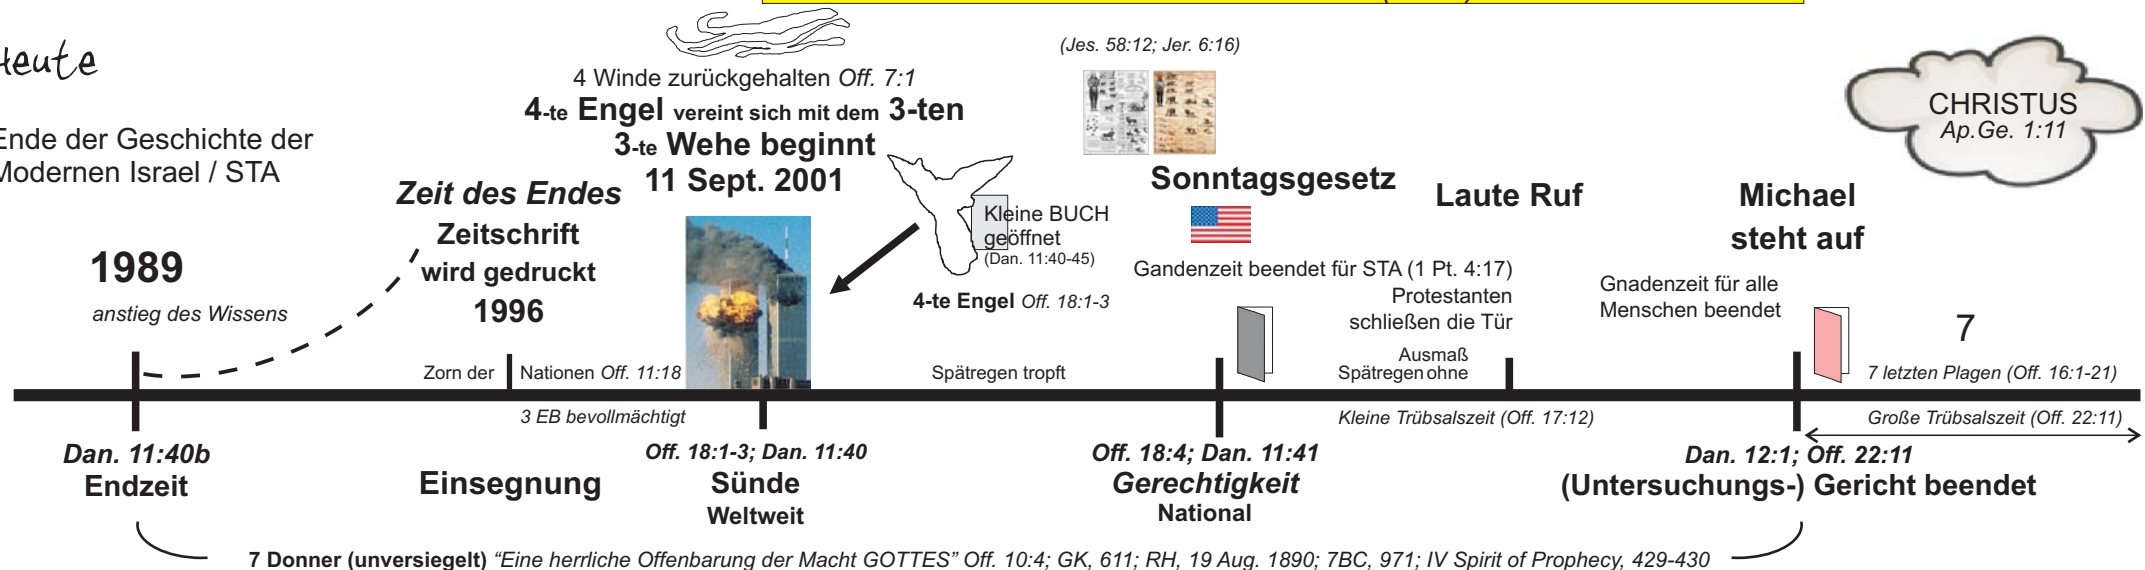 Heute
Ende der Geschichte der
Modernen Israel / STA
1989
anstieg des Wissens
Zeit des Endes
Zeitschrift
wird gedruckt
1996
4 Winde zurückgehalten Off. 7:1
4-te Engel vereint sich mit dem 3-ten
3-te Wehe beginnt
11 Sept. 2001
Kleine BUCH
geöffnet
(Dan. 11:40-45)
4-te Engel Off. 18:1-3
(Jes. 58:12; Jer. 6:16)
Sonntagsgesetz
Gandenzeit beendet für STA (1 Pt. 4:17)
Protestanten
schließen die Tür
Laute Ruf
Michael
steht auf
Gnadenzeit für alle
Menschen beendet
CHRISTUS
Ap.Ge. 1:11
7
Zorn der
Nationen Off. 11:18
Spätregen tropft
Ausmaß
Spätregen ohne
7 letzten Plagen (Off. 16:1-21)
3 EB bevollmächtigt
Kleine Trübsalszeit (Off. 17:12)
Große Trübsalszeit (Off. 22:11)
Dan. 11:40b
Endzeit
Einsegnung
Off. 18:1-3; Dan. 11:40
Sünde
Weltweit
Off. 18:4; Dan. 11:41
Gerechtigkeit
National
Dan. 12:1; Off. 22:11
(Untersuchungs-) Gericht beendet
7 Donner (unversiegelt) “Eine herrliche Offenbarung der Macht GOTTES” Off. 10:4; GK, 611; RH, 19 Aug. 1890; 7BC, 971; IV Spirit of Prophecy, 429-430